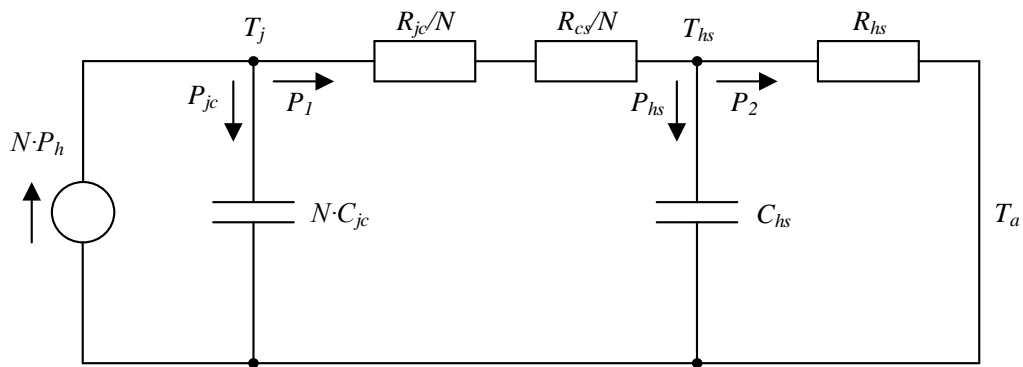 T_j
R_jc/N
R_cs/N
T_hs
R_hs
P_jc
P_1
P_hs
P_2
N·P_h
N·C_jc
C_hs
T_a